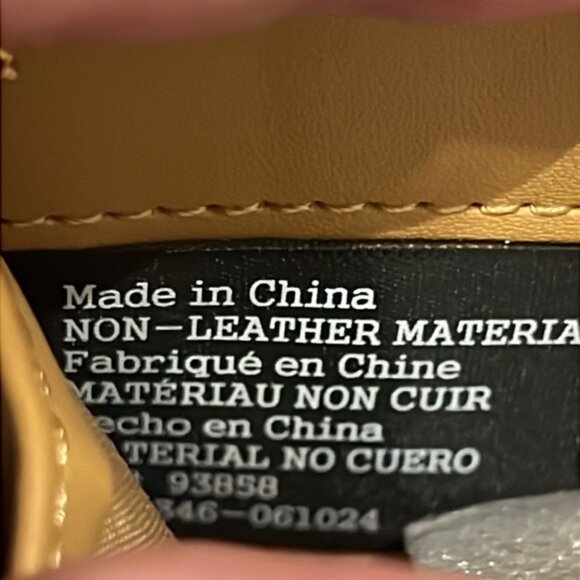 Made in China
NON-LEATHER MATERIA
Fabriqué en Chine
MATÉRIAU NON CUIR
echo en China
TERIAL NO CUERO
93858
346-061024